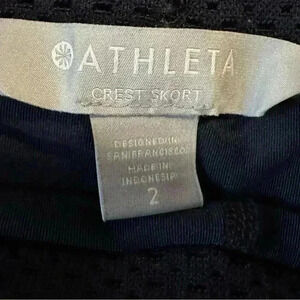 ATHLETA
CREST SKORT
DESIGNED IN
SAN FRANCISCO.
MADE IN
INDONESIA
2